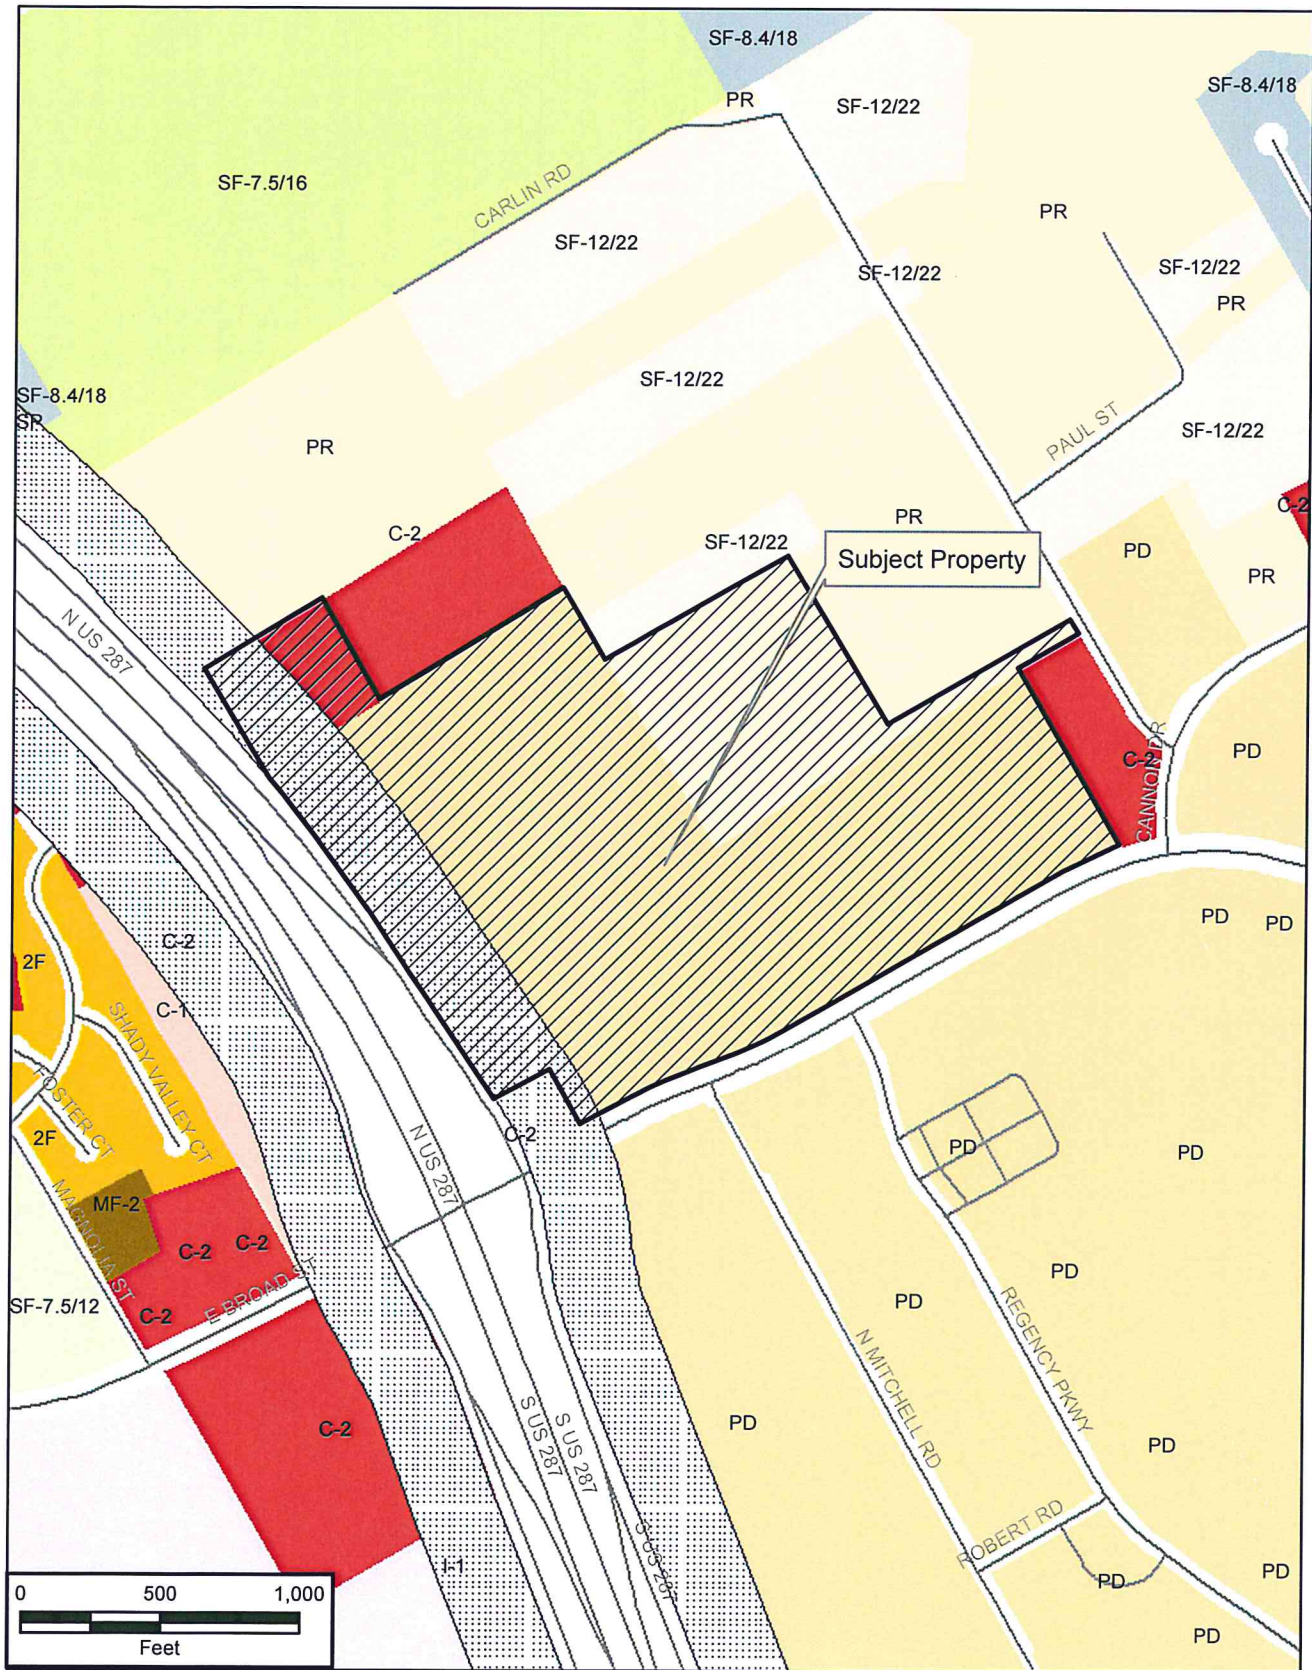 SF-8.4/18
SF-8.4/18
PR
SF-12/22
SF-7.5/16
CARLIN RD
PR
SF-12/22
SF-12/22
SF-12/22
PR
SF-12/22
SF-8.4/18
SP
PAUL ST
SF-12/22
PR
C-2
C-2
PR
SF-12/22
PD
Subject Property
PR
N US 287
C-2
CANNON DR
PD
PD
PD
2F
C-2
C-1
SHADY VALLEY CT
FOSTER CT
2F
C-2
N US 287
PD
PD
MAGNOLIA ST
MF-2
C-2
C-2
E BROAD ST
SF-7.5/12
C-2
PD
PD
REGENCY PKWY
N MITCHELL RD
C-2
S US 287
S US 287
PD
PD
ROBERT RD
S US 287
I-1
PD
PD
PD
0 500 1,000
Feet